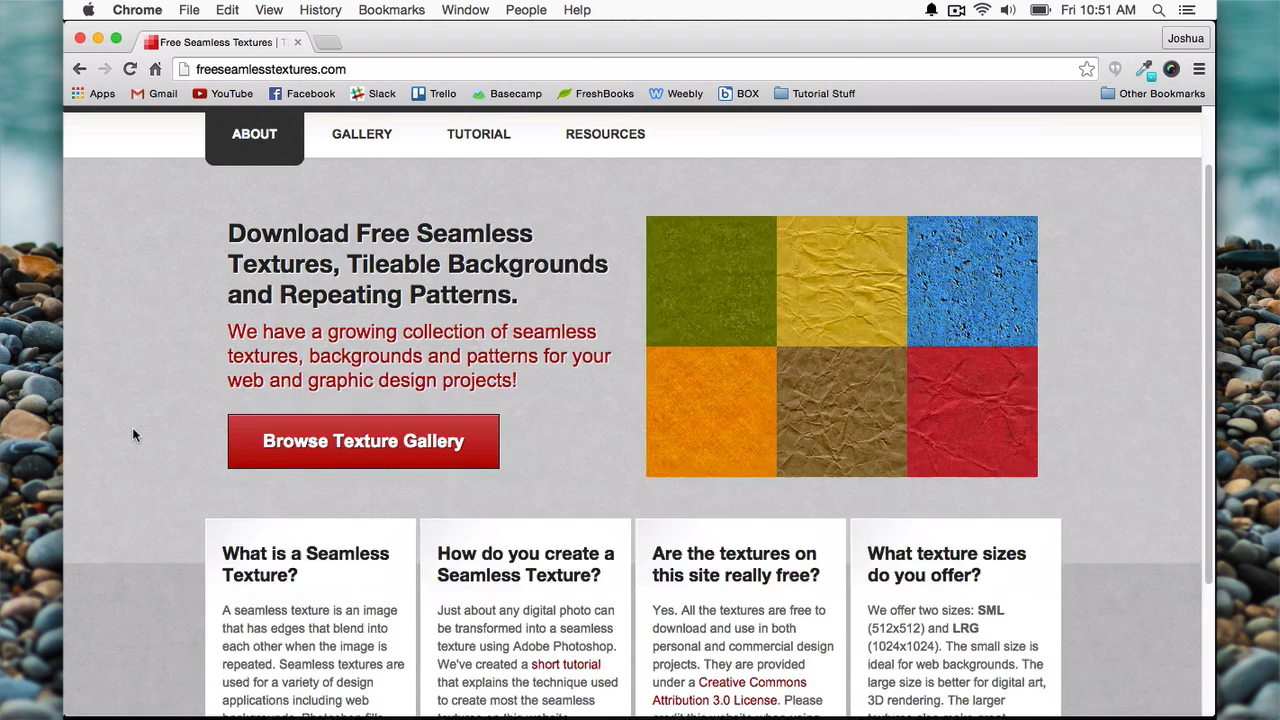 Chrome File Edit View History Bookmarks Window People Help Fri 10:51 AM
Free Seamless Textures | Joshua
freeseamlesstextures.com
Apps Gmail YouTube Facebook Slack Trello Basecamp FreshBooks Weebly BOX Tutorial Stuff Other Bookmarks
ABOUT GALLERY TUTORIAL RESOURCES
Download Free Seamless
Textures, Tileable Backgrounds
and Repeating Patterns.
We have a growing collection of seamless
textures, backgrounds and patterns for your
web and graphic design projects!
Browse Texture Gallery
What is a Seamless
Texture?
A seamless texture is an image
that has edges that blend into
each other when the image is
repeated. Seamless textures are
used for a variety of design
applications including web
How do you create a
Seamless Texture?
Just about any digital photo can
be transformed into a seamless
texture using Adobe Photoshop.
We've created a short tutorial
that explains the technique used
to create most the seamless
Are the textures on
this site really free?
Yes. All the textures are free to
download and use in both
personal and commercial design
projects. They are provided
under a Creative Commons
Attribution 3.0 License. Please
What texture sizes
do you offer?
We offer two sizes: SML
(512x512) and LRG
(1024x1024). The small size is
ideal for web backgrounds. The
large size is better for digital art,
3D rendering. The larger